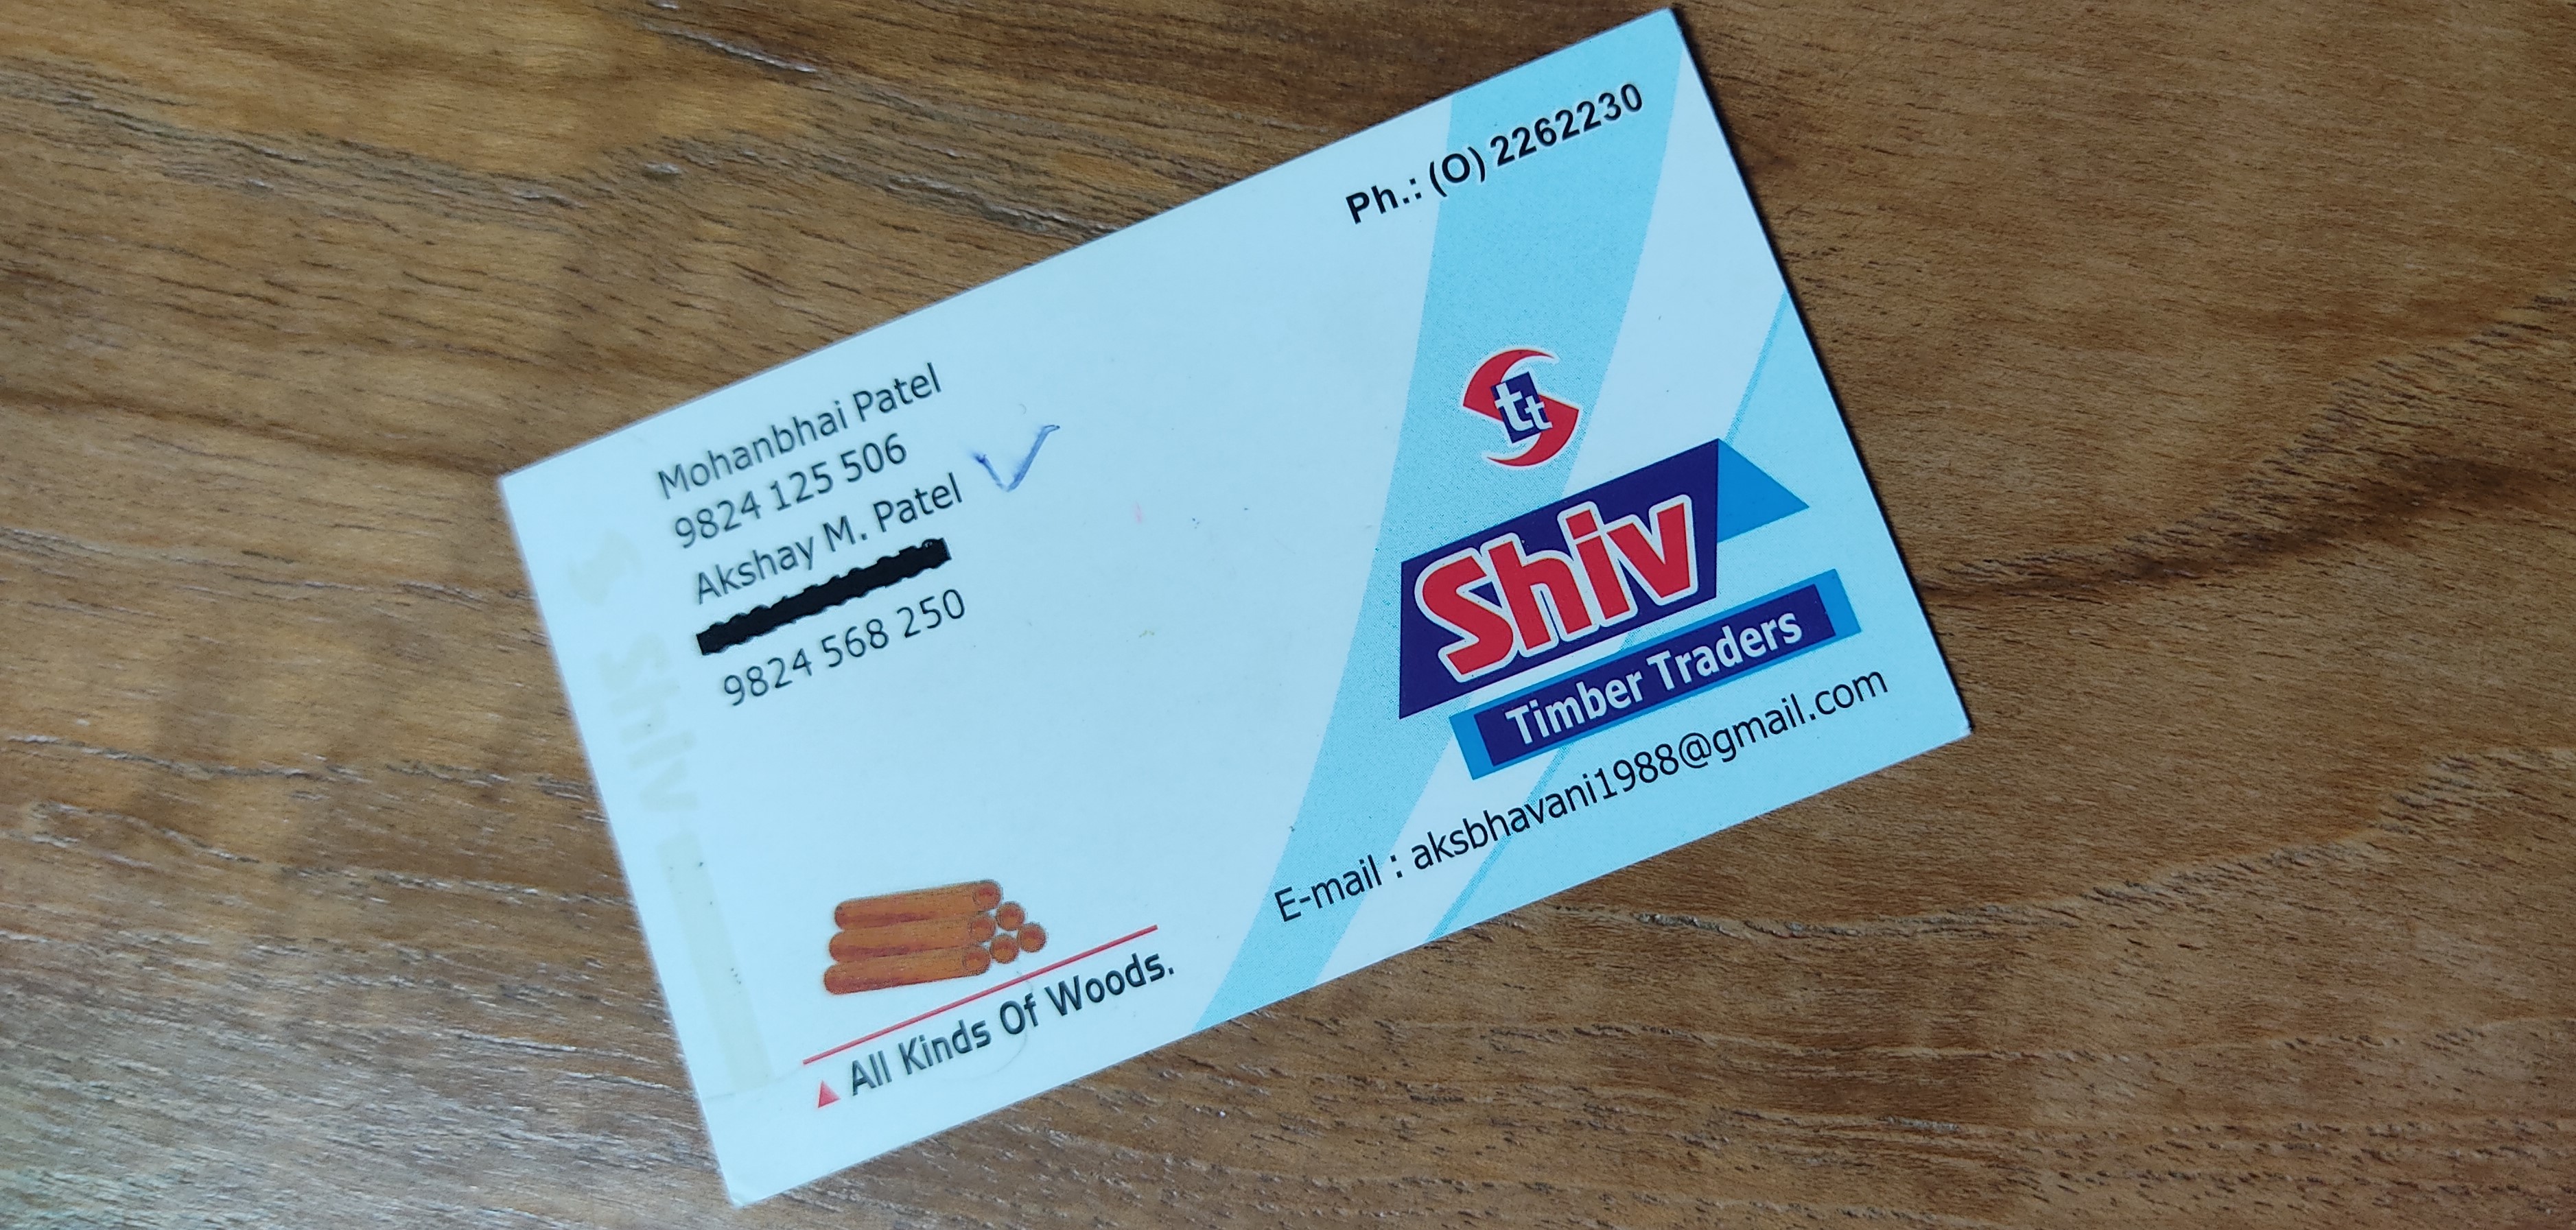 Ph.: (O) 2262230
Mohanbhai Patel
9824 125 506
Akshay M. Patel
9824 568 250
S tt
Shiv
Timber Traders
E-mail : aksbhavani1988@gmail.com
All Kinds Of Woods.
Shiv